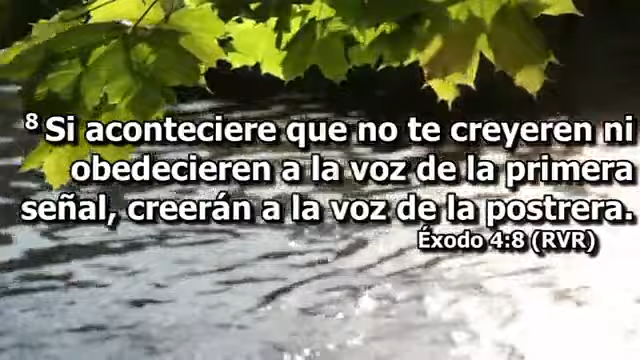 8 Si aconteciere que no te creyeren ni
obedecieren a la voz de la primera
señal, creerán a la voz de la postrera.
Éxodo 4:8 (RVR)